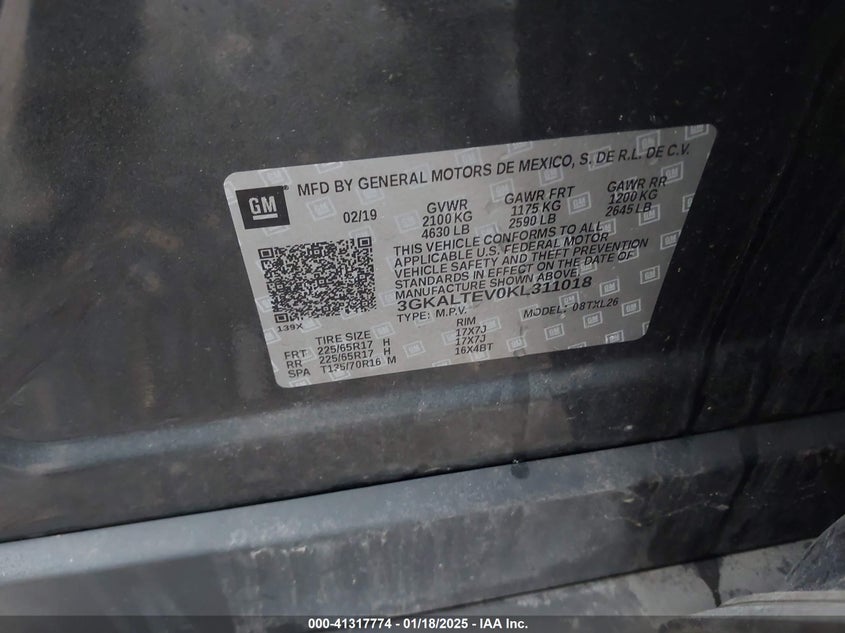 GM
MFD BY GENERAL MOTORS DE MEXICO, S. DE R.L. DE C.V.
02/19
GVWR GAWR FRT GAWR RR
2100 KG 1175 KG 1200 KG
4630 LB 2590 LB 2645 LB
THIS VEHICLE CONFORMS TO ALL
APPLICABLE U.S. FEDERAL MOTOR
VEHICLE SAFETY AND THEFT PREVENTION
STANDARDS IN EFFECT ON THE DATE OF
MANUFACTURE SHOWN ABOVE.
3GKALTEV0KL311018
TYPE: M.P.V. MODEL: 08TXL26
139X
TIRE SIZE RIM
FRT 225/65R17 H 17X7J
RR 225/65R17 H 17X7J
SPA T135/70R16 M 16X4BT
000-41317774 — 01/18/2025 — IAA Inc.